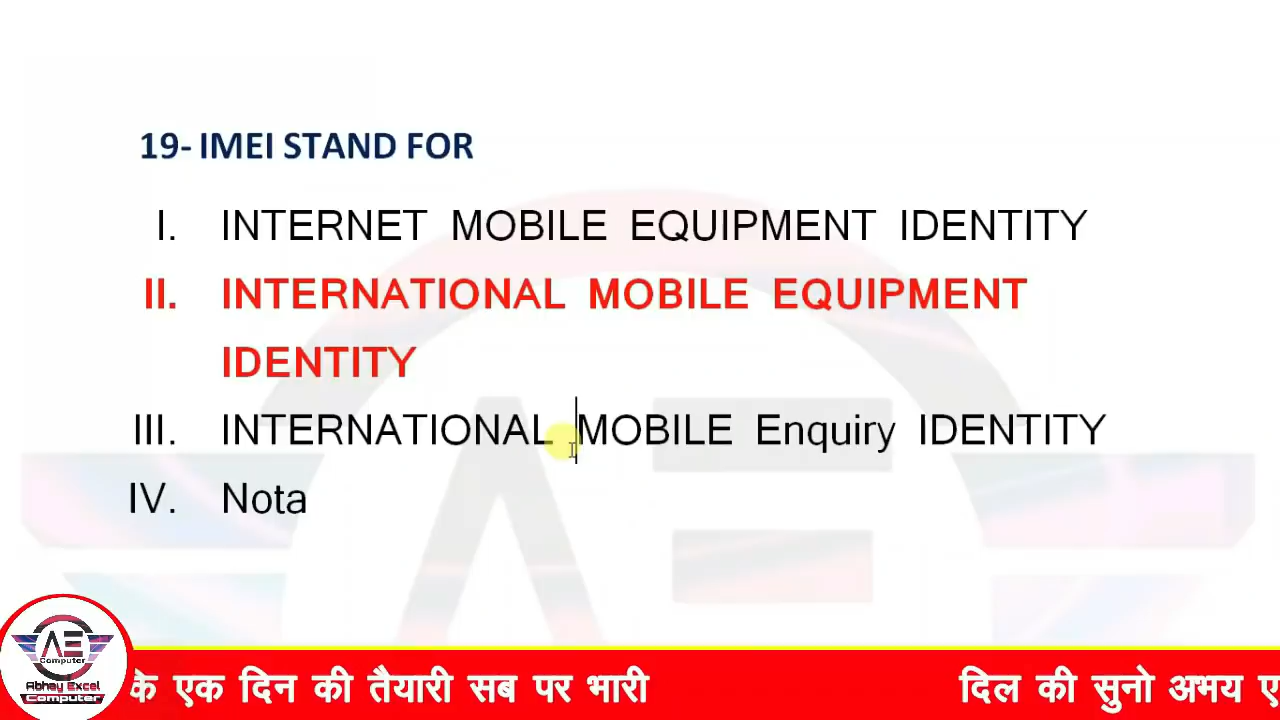 19- IMEI STAND FOR
I. INTERNET MOBILE EQUIPMENT IDENTITY
II. INTERNATIONAL MOBILE EQUIPMENT
IDENTITY
III. INTERNATIONAL MOBILE Enquiry IDENTITY
IV. Nota
AE
Computer
Abhay Excel
Computer
के एक दिन की तैयारी सब पर भारी
दिल की सुनो अभय ए